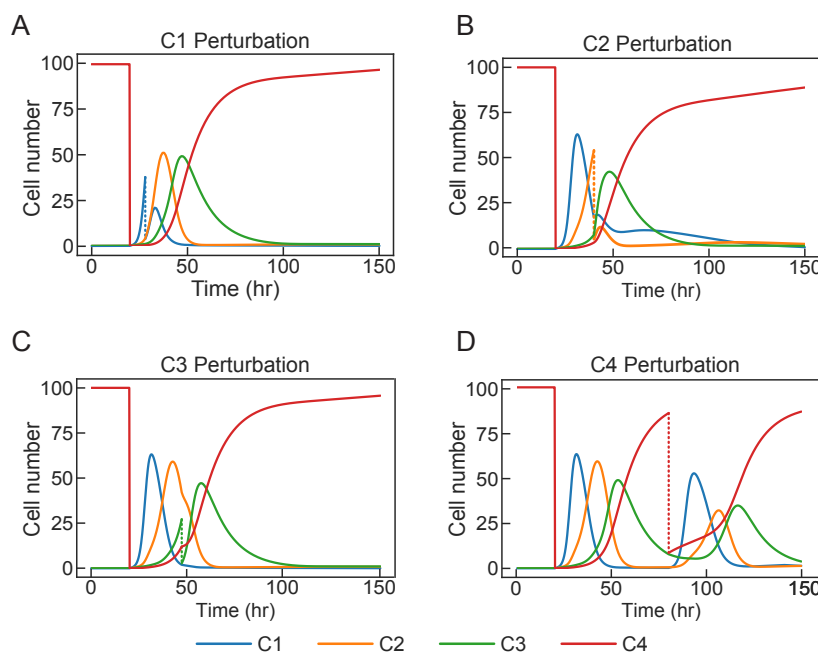 A
C1 Perturbation
Cell number
100
75
50
25
0
0 50 100 150
Time (hr)
B
C2 Perturbation
Cell number
100
75
50
25
0
0 50 100 150
Time (hr)
C
C3 Perturbation
Cell number
100
75
50
25
0
0 50 100 150
Time (hr)
D
C4 Perturbation
Cell number
100
75
50
25
0
0 50 100 150
Time (hr)
C1 C2 C3 C4